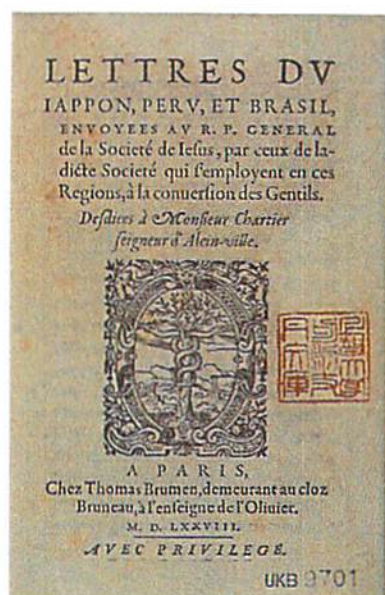 LETTRES DV
IAPPON, PERV, ET BRASIL,
ENVOYEES AV R. P. GENERAL
de la Societé de Iesus, par ceux de la-
dicte Societé qui s'employent en ces
Regions, à la conuersion des Gentils.
Desdiees à Monsieur Chartier
seigneur d'Alein-ville.
A PARIS,
Chez Thomas Brumen, demeurant au cloz
Bruneau, à l'enseigne de l'Oliuier.
M. D. LXXVIII.
AVEC PRIVILEGE.
UKB 9701